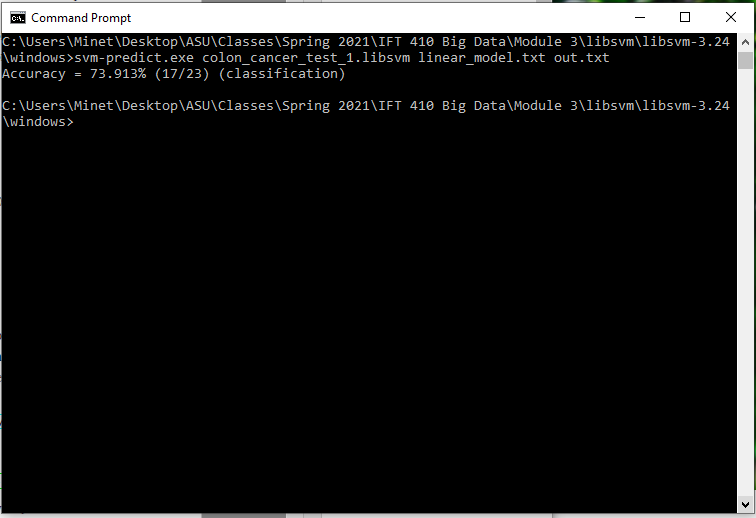 Command Prompt
C:\Users\Minet\Desktop\ASU\Classes\Spring 2021\IFT 410 Big Data\Module 3\libsvm\libsvm-3.24
\windows>svm-predict.exe colon_cancer_test_1.libsvm linear_model.txt out.txt
Accuracy = 73.913% (17/23) (classification)
C:\Users\Minet\Desktop\ASU\Classes\Spring 2021\IFT 410 Big Data\Module 3\libsvm\libsvm-3.24
\windows>